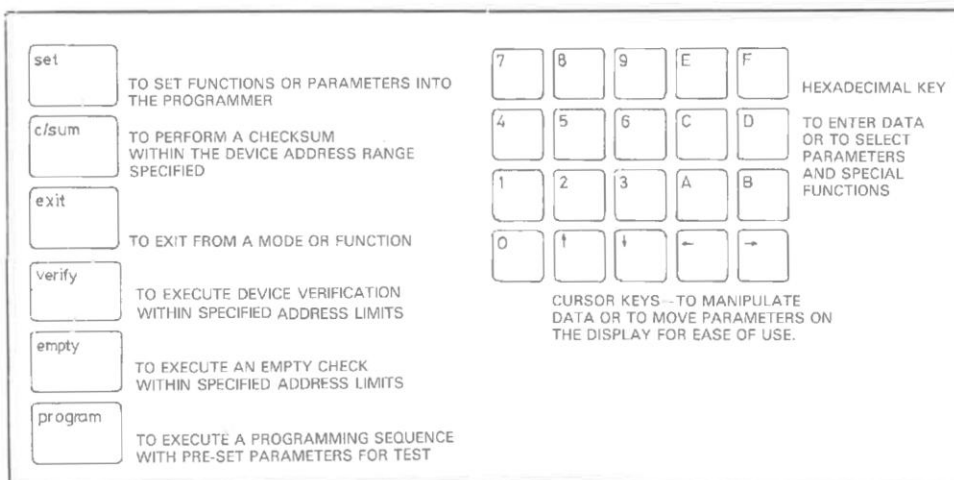 set
TO SET FUNCTIONS OR PARAMETERS INTO
THE PROGRAMMER
c/sum
TO PERFORM A CHECKSUM
WITHIN THE DEVICE ADDRESS RANGE
SPECIFIED
exit
TO EXIT FROM A MODE OR FUNCTION
verify
TO EXECUTE DEVICE VERIFICATION
WITHIN SPECIFIED ADDRESS LIMITS
empty
TO EXECUTE AN EMPTY CHECK
WITHIN SPECIFIED ADDRESS LIMITS
program
TO EXECUTE A PROGRAMMING SEQUENCE
WITH PRE-SET PARAMETERS FOR TEST
7 8 9 E F
4 5 6 C D
1 2 3 A B
0 ↑ ↓ ← →
HEXADECIMAL KEY
TO ENTER DATA
OR TO SELECT
PARAMETERS
AND SPECIAL
FUNCTIONS
CURSOR KEYS—TO MANIPULATE
DATA OR TO MOVE PARAMETERS ON
THE DISPLAY FOR EASE OF USE.